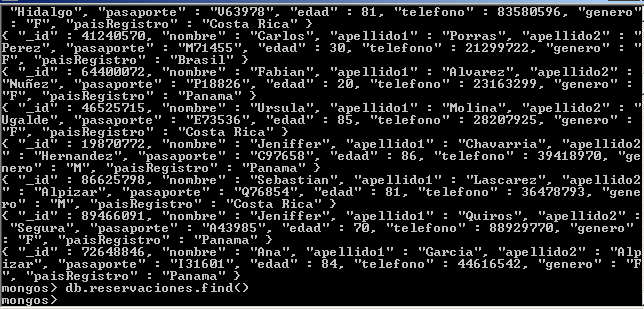 "Hidalgo", "pasaporte" : "V63978", "edad" : 81, "telefono" : 83580596, "genero"
 : "F", "paisRegistro" : "Costa Rica" }
{ "_id" : 41240570, "nombre" : "Carlos", "apellido1" : "Porras", "apellido2" : "
Perez", "pasaporte" : "M71455", "edad" : 30, "telefono" : 21299722, "genero" : "
F", "paisRegistro" : "Brasil" }
{ "_id" : 64400072, "nombre" : "Fabian", "apellido1" : "Alvarez", "apellido2" :
"Nuñez", "pasaporte" : "P18826", "edad" : 20, "telefono" : 23163299, "genero" :
"F", "paisRegistro" : "Panama" }
{ "_id" : 46525715, "nombre" : "Ursula", "apellido1" : "Molina", "apellido2" : "
Ugalde", "pasaporte" : "E73536", "edad" : 85, "telefono" : 28207925, "genero" :
"F", "paisRegistro" : "Costa Rica" }
{ "_id" : 19870772, "nombre" : "Jeniffer", "apellido1" : "Chavarria", "apellido2
" : "Hernandez", "pasaporte" : "C97658", "edad" : 86, "telefono" : 39418970, "ge
nero" : "M", "paisRegistro" : "Panama" }
{ "_id" : 86625798, "nombre" : "Sebastian", "apellido1" : "Lascarez", "apellido2
" : "Alpizar", "pasaporte" : "Q76854", "edad" : 81, "telefono" : 36478793, "gene
ro" : "M", "paisRegistro" : "Costa Rica" }
{ "_id" : 89466091, "nombre" : "Jeniffer", "apellido1" : "Quiros", "apellido2" :
 "Segura", "pasaporte" : "A43985", "edad" : 70, "telefono" : 88929770, "genero"
 : "F", "paisRegistro" : "Panama" }
{ "_id" : 72648846, "nombre" : "Ana", "apellido1" : "Garcia", "apellido2" : "Alp
izar", "pasaporte" : "I31601", "edad" : 84, "telefono" : 44616542, "genero" : "F
", "paisRegistro" : "Panama" }
mongos> db.reservaciones.find()
mongos>